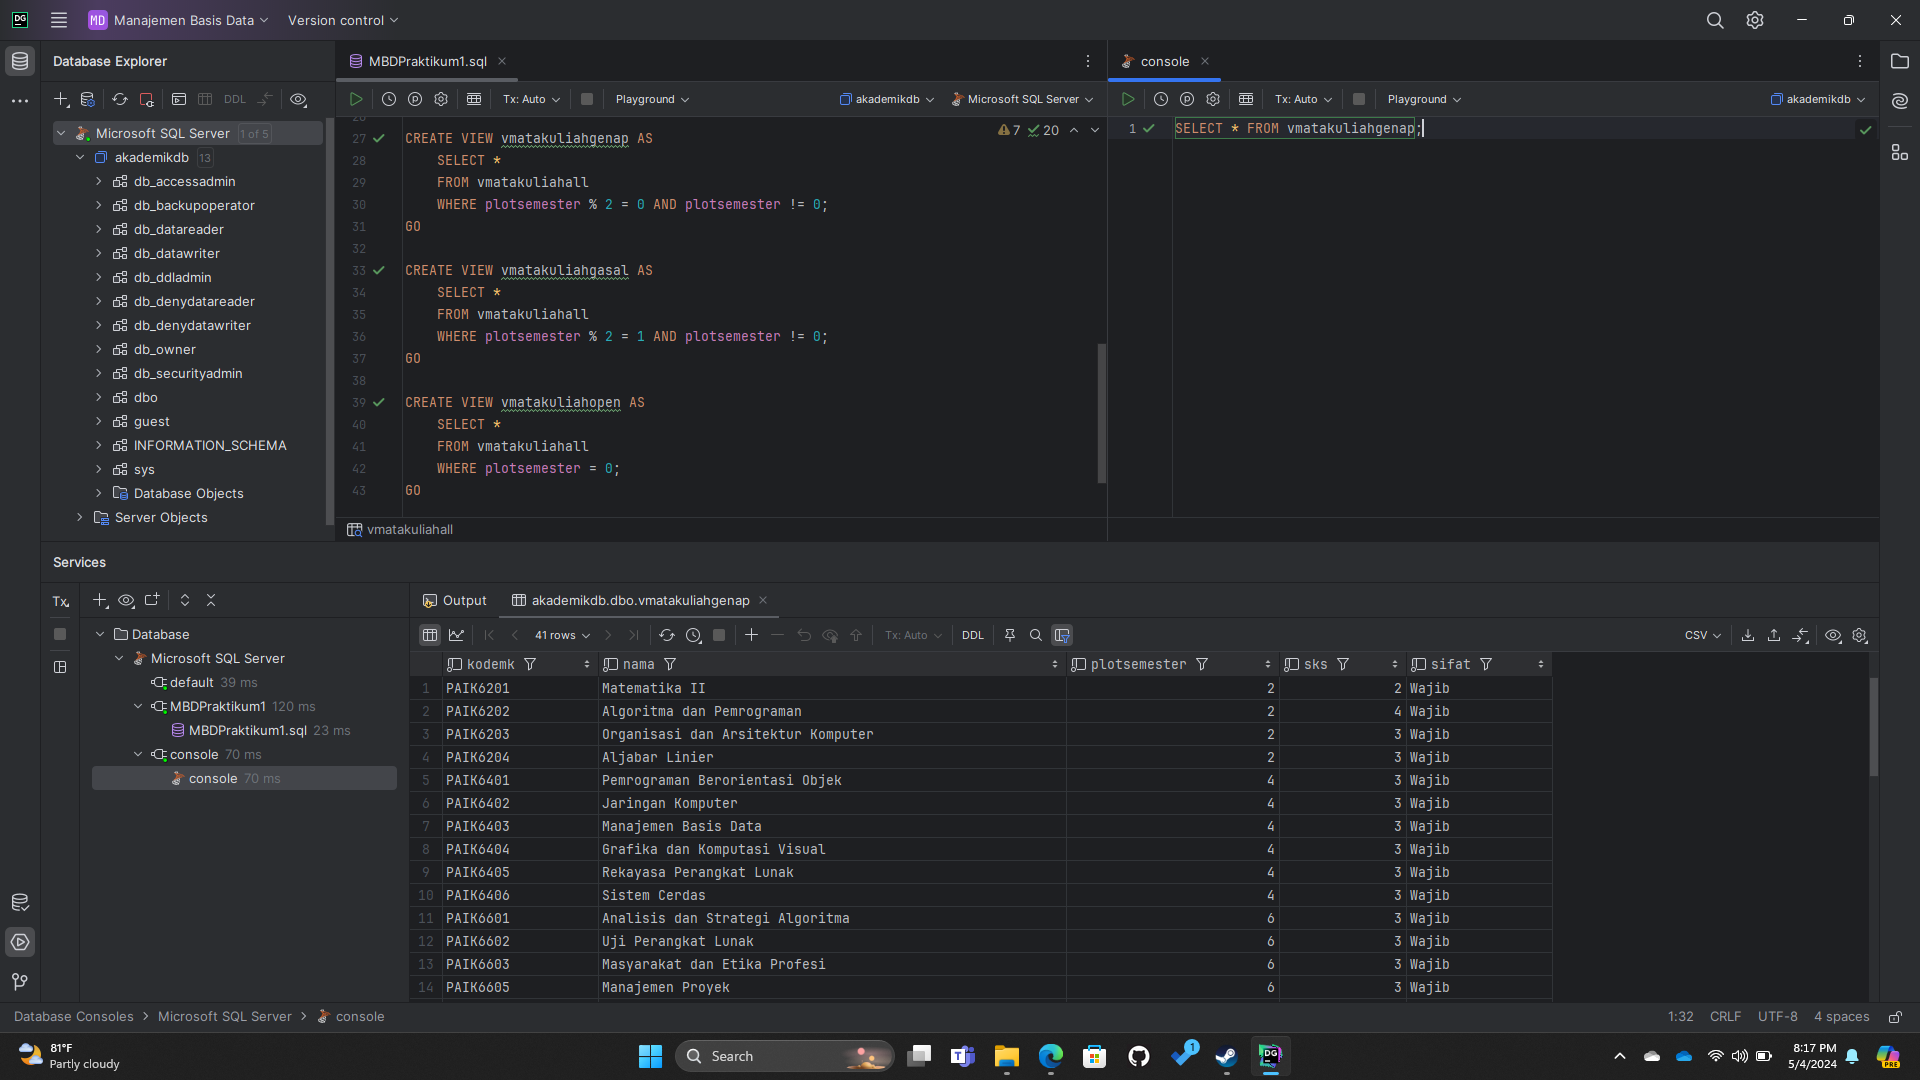 DG
MD Manajemen Basis Data
Version control
Database Explorer
DDL
Microsoft SQL Server 1 of 5
akademikdb 13
db_accessadmin
db_backupoperator
db_datareader
db_datawriter
db_ddladmin
db_denydatareader
db_denydatawriter
db_owner
db_securityadmin
dbo
guest
INFORMATION_SCHEMA
sys
Database Objects
Server Objects
MBDPraktikum1.sql
Tx: Auto
Playground
akademikdb
Microsoft SQL Server
7 20
27 CREATE VIEW vmatakuliahgenap AS
28 SELECT *
29 FROM vmatakuliahall
30 WHERE plotsemester % 2 = 0 AND plotsemester != 0;
31 GO
32
33 CREATE VIEW vmatakuliahgasal AS
34 SELECT *
35 FROM vmatakuliahall
36 WHERE plotsemester % 2 = 1 AND plotsemester != 0;
37 GO
38
39 CREATE VIEW vmatakuliahopen AS
40 SELECT *
41 FROM vmatakuliahall
42 WHERE plotsemester = 0;
43 GO
vmatakuliahall
console
Tx: Auto
Playground
akademikdb
1 SELECT * FROM vmatakuliahgenap;
Services
Tx
Database
Microsoft SQL Server
default 39 ms
MBDPraktikum1 120 ms
MBDPraktikum1.sql 23 ms
console 70 ms
console 70 ms
Output
akademikdb.dbo.vmatakuliahgenap
41 rows
Tx: Auto
DDL
CSV
kodemk nama plotsemester sks sifat
1 PAIK6201 Matematika II 2 2 Wajib
2 PAIK6202 Algoritma dan Pemrograman 2 4 Wajib
3 PAIK6203 Organisasi dan Arsitektur Komputer 2 3 Wajib
4 PAIK6204 Aljabar Linier 2 3 Wajib
5 PAIK6401 Pemrograman Berorientasi Objek 4 3 Wajib
6 PAIK6402 Jaringan Komputer 4 3 Wajib
7 PAIK6403 Manajemen Basis Data 4 3 Wajib
8 PAIK6404 Grafika dan Komputasi Visual 4 3 Wajib
9 PAIK6405 Rekayasa Perangkat Lunak 4 3 Wajib
10 PAIK6406 Sistem Cerdas 4 3 Wajib
11 PAIK6601 Analisis dan Strategi Algoritma 6 3 Wajib
12 PAIK6602 Uji Perangkat Lunak 6 3 Wajib
13 PAIK6603 Masyarakat dan Etika Profesi 6 3 Wajib
14 PAIK6605 Manajemen Proyek 6 3 Wajib
Database Consoles > Microsoft SQL Server > console
1:32 CRLF UTF-8 4 spaces
81°F
Partly cloudy
Search
1
DG
8:17 PM
5/4/2024
PRE